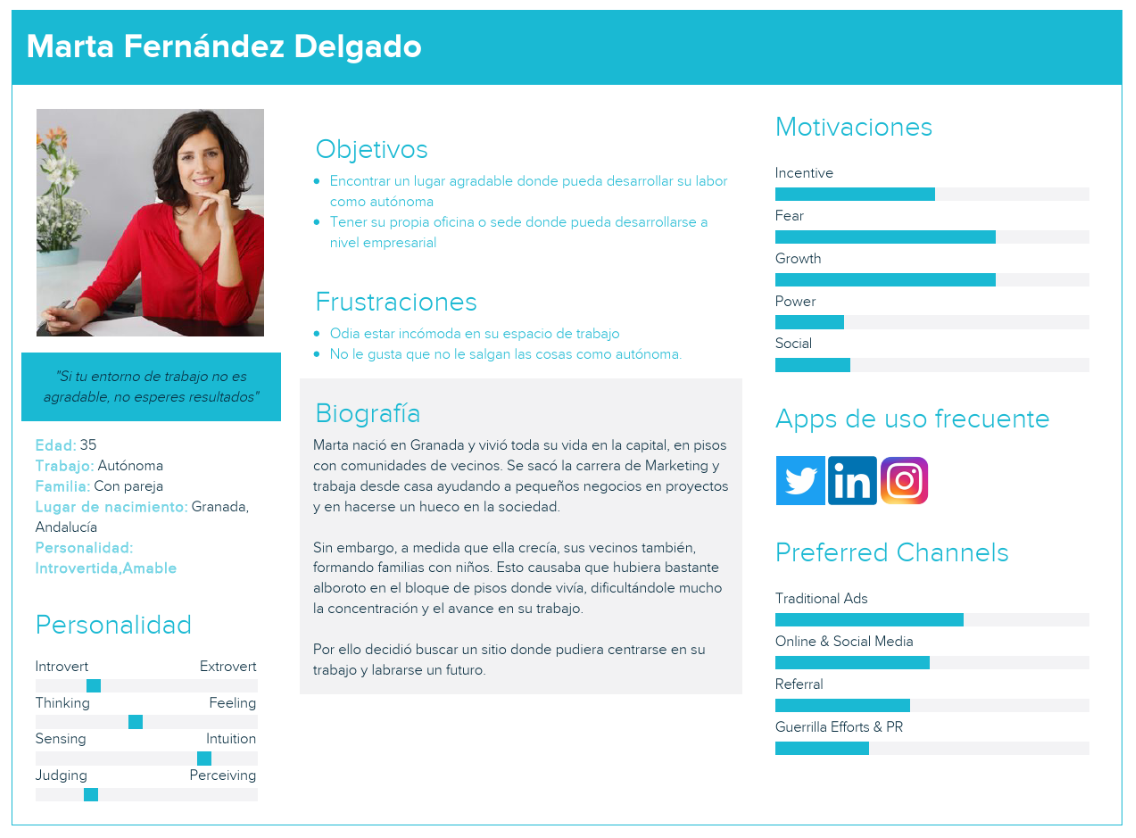 Marta Fernández Delgado
"Si tu entorno de trabajo no es
agradable, no esperes resultados"
Edad: 35
Trabajo: Autónoma
Familia: Con pareja
Lugar de nacimiento: Granada,
Andalucía
Personalidad:
Introvertida,Amable
Personalidad
Introvert Extrovert
Thinking Feeling
Sensing Intuition
Judging Perceiving
Objetivos
Encontrar un lugar agradable donde pueda desarrollar su labor
como autónoma
Tener su propia oficina o sede donde pueda desarrollarse a
nivel empresarial
Frustraciones
Odia estar incómoda en su espacio de trabajo
No le gusta que no le salgan las cosas como autónoma.
Biografía
Marta nació en Granada y vivió toda su vida en la capital, en pisos
con comunidades de vecinos. Se sacó la carrera de Marketing y
trabaja desde casa ayudando a pequeños negocios en proyectos
y en hacerse un hueco en la sociedad.
Sin embargo, a medida que ella crecía, sus vecinos también,
formando familias con niños. Esto causaba que hubiera bastante
alboroto en el bloque de pisos donde vivía, dificultándole mucho
la concentración y el avance en su trabajo.
Por ello decidió buscar un sitio donde pudiera centrarse en su
trabajo y labrarse un futuro.
Motivaciones
Incentive
Fear
Growth
Power
Social
Apps de uso frecuente
in
Preferred Channels
Traditional Ads
Online & Social Media
Referral
Guerrilla Efforts & PR